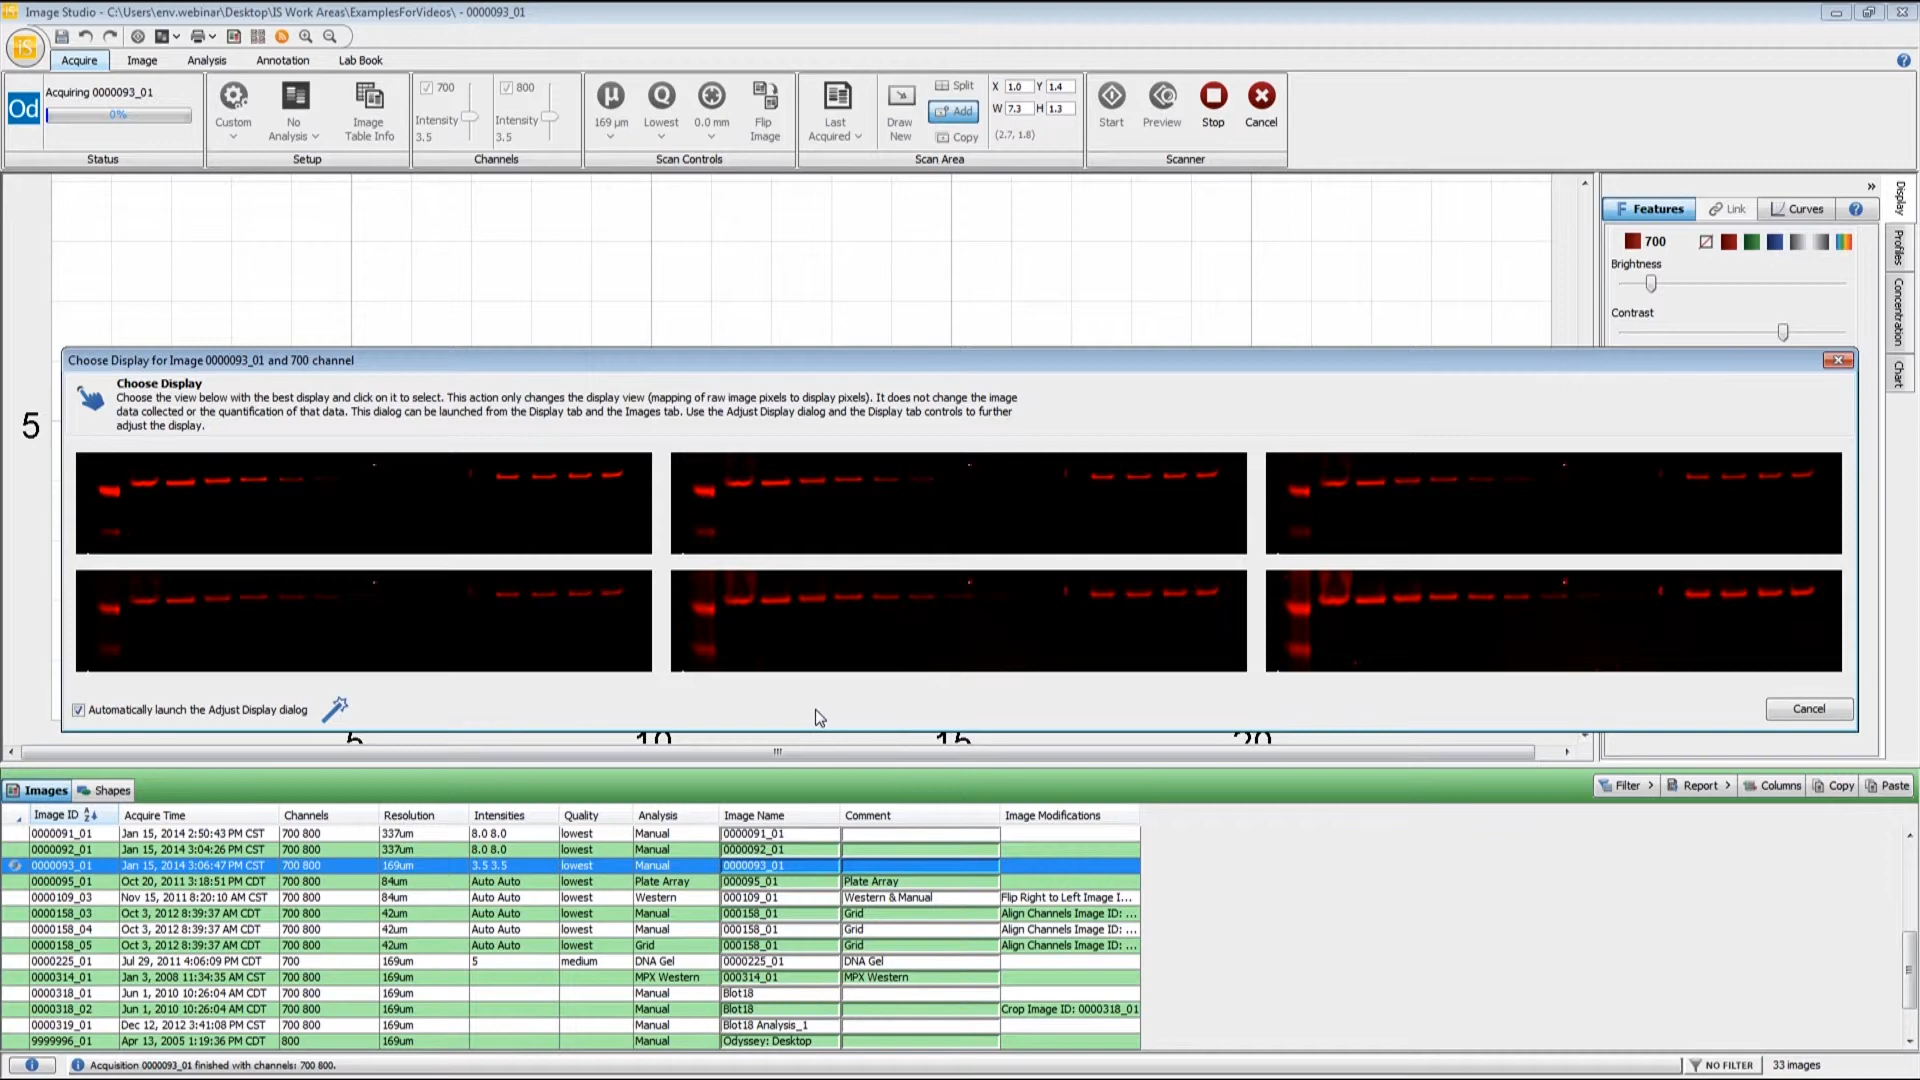 Image Studio - C:\Users\env.webinar\Desktop\IS Work Areas\ExamplesForVideos\ - 0000093_01
iS
Acquire Image Analysis Annotation Lab Book
Od Acquiring 0000093_01
0%
Status
Custom
No Analysis
Image Table Info
Setup
700
Intensity
3.5
800
Intensity
3.5
Channels
169 µm
Lowest
0.0 mm
Flip Image
Scan Controls
Last Acquired
Draw New
Split
Add
Copy
X 1.0 Y 1.4
W 7.3 H 1.3
(2.7, 1.8)
Scan Area
Start Preview Stop Cancel
Scanner
Features Link Curves
Display
Profiles
Concentration
Chart
700
Brightness
Contrast
5
Choose Display for Image 0000093_01 and 700 channel
Choose Display
Choose the view below with the best display and click on it to select. This action only changes the display view (mapping of raw image pixels to display pixels). It does not change the image
data collected or the quantification of that data. This dialog can be launched from the Display tab and the Images tab. Use the Adjust Display dialog and the Display tab controls to further
adjust the display.
Automatically launch the Adjust Display dialog
Cancel
5 10 15 20
Images Shapes Filter Report Columns Copy Paste
Image ID Acquire Time Channels Resolution Intensities Quality Analysis Image Name Comment Image Modifications
0000091_01 Jan 15, 2014 2:50:43 PM CST 700 800 337um 8.0 8.0 lowest Manual 0000091_01
0000092_01 Jan 15, 2014 3:04:26 PM CST 700 800 337um 8.0 8.0 lowest Manual 0000092_01
0000093_01 Jan 15, 2014 3:06:47 PM CST 700 800 169um 3.5 3.5 lowest Manual 0000093_01
0000095_01 Oct 20, 2011 3:18:51 PM CDT 700 800 84um Auto Auto lowest Plate Array 000095_01 Plate Array
0000109_03 Nov 15, 2011 8:20:10 AM CST 700 800 84um Auto Auto lowest Western 000109_01 Western & Manual Flip Right to Left Image I...
0000158_03 Oct 3, 2012 8:39:37 AM CDT 700 800 42um Auto Auto lowest Manual 000158_01 Grid Align Channels Image ID: ...
0000158_04 Oct 3, 2012 8:39:37 AM CDT 700 800 42um Auto Auto lowest Manual 000158_01 Grid Align Channels Image ID: ...
0000158_05 Oct 3, 2012 8:39:37 AM CDT 700 800 42um Auto Auto lowest Grid 000158_01 Grid Align Channels Image ID: ...
0000225_01 Jul 29, 2011 4:06:09 PM CDT 700 169um 5 medium DNA Gel 0000225_01 DNA Gel
0000314_01 Jan 3, 2008 11:34:35 AM CST 700 800 169um MPX Western 000314_01 MPX Western
0000318_01 Jun 1, 2010 10:26:04 AM CDT 700 800 169um Manual Blot18
0000318_02 Jun 1, 2010 10:26:04 AM CDT 700 800 169um Manual Blot18 Crop Image ID: 0000318_01
0000319_01 Dec 12, 2012 3:41:08 PM CST 700 800 169um Manual Blot18 Analysis_1
9999996_01 Apr 13, 2005 1:19:36 PM CDT 800 169um Manual Odyssey: Desktop
Acquisition 0000093_01 finished with channels: 700 800. NO FILTER 33 images